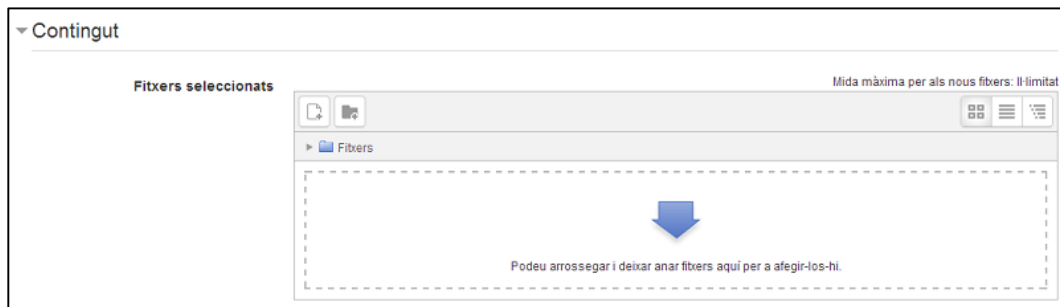 Contingut
Fitxers seleccionats
Mida màxima per als nous fitxers: Il·limitat
Fitxers
Podeu arrossegar i deixar anar fitxers aquí per a afegir-los-hi.